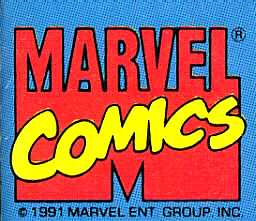 MARVEL®
COMICS
M
© 1991 MARVEL ENT GROUP, INC.